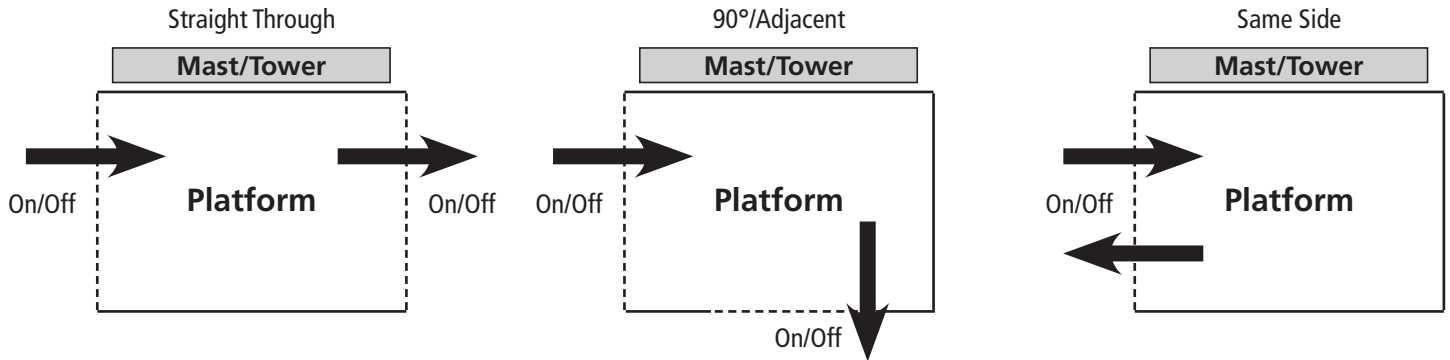 Straight Through
Mast/Tower
On/Off
Platform
On/Off
90°/Adjacent
Mast/Tower
On/Off
Platform
On/Off
Same Side
Mast/Tower
On/Off
Platform